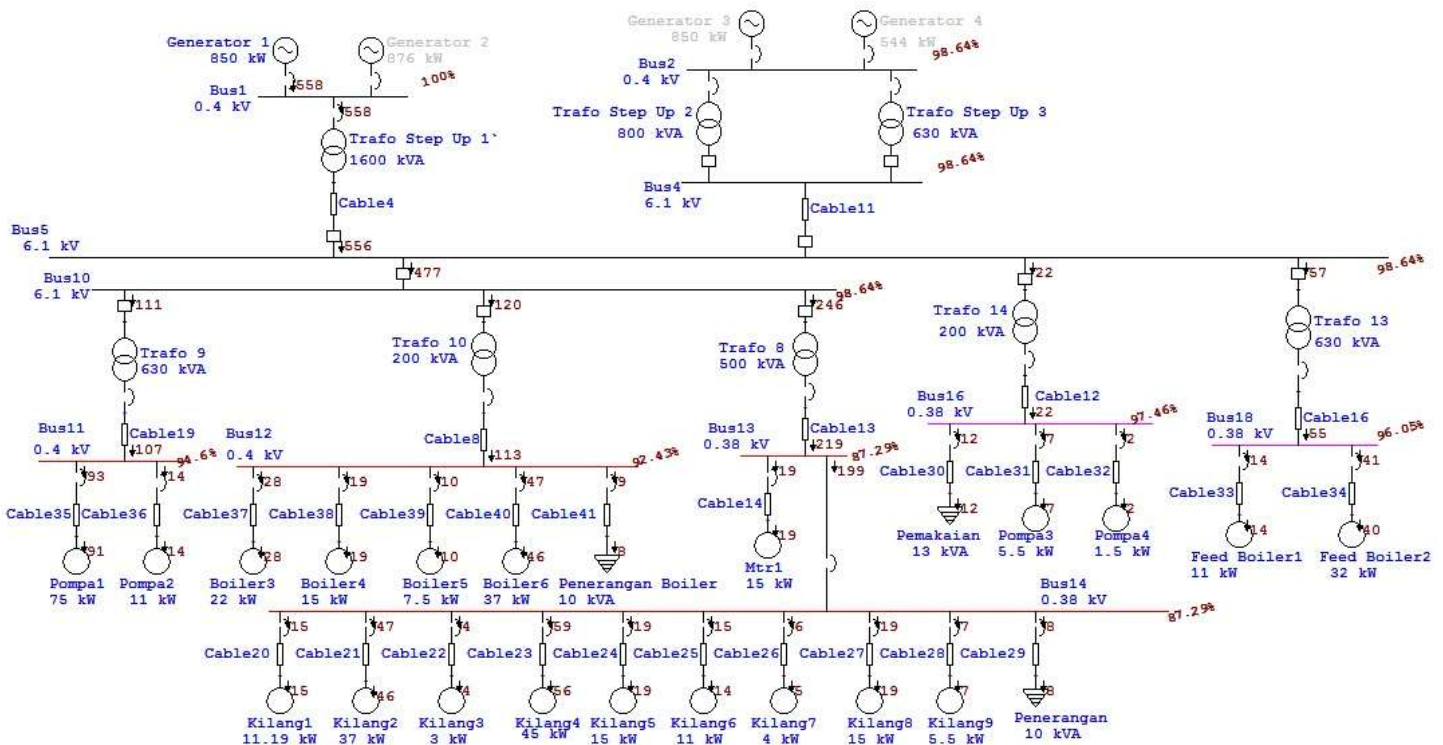 Generator 1
850 kW
Generator 2
876 kW
Generator 3
850 kW
Generator 4
544 kW
98.64%
558
Bus1
0.4 kV
100%
558
Bus2
0.4 kV
Trafo Step Up 1`
1600 kVA
Trafo Step Up 2
800 kVA
Trafo Step Up 3
630 kVA
98.64%
Bus4
6.1 kV
Cable4
Cable11
Bus5
6.1 kV
556
98.64%
477
22
57
Bus10
6.1 kV
98.64%
111
120
246
Trafo 9
630 kVA
Trafo 10
200 kVA
Trafo 8
500 kVA
Trafo 14
200 kVA
Trafo 13
630 kVA
Cable12
Cable16
Bus16
0.38 kV
22
97.46%
Bus18
0.38 kV
55
96.05%
Bus11
0.4 kV
Cable19
107
94.6%
Bus12
0.4 kV
Cable8
113
92.43%
Bus13
0.38 kV
Cable13
219
87.29%
12
7
2
14
41
Cable30
Cable31
Cable32
Cable33
Cable34
12
7
2
14
40
Pemakaian
13 kVA
Pompa3
5.5 kW
Pompa4
1.5 kW
Feed Boiler1
11 kW
Feed Boiler2
32 kW
93
14
28
19
10
47
9
19
199
Cable35
Cable36
Cable37
Cable38
Cable39
Cable40
Cable41
Cable14
91
14
28
19
10
46
8
19
Pompa1
75 kW
Pompa2
11 kW
Boiler3
22 kW
Boiler4
15 kW
Boiler5
7.5 kW
Boiler6
37 kW
Penerangan Boiler
10 kVA
Mtr1
15 kW
Bus14
0.38 kV
87.29%
15
47
4
59
19
15
6
19
7
8
Cable20
Cable21
Cable22
Cable23
Cable24
Cable25
Cable26
Cable27
Cable28
Cable29
15
46
4
56
19
14
5
19
7
8
Kilang1
11.19 kW
Kilang2
37 kW
Kilang3
3 kW
Kilang4
45 kW
Kilang5
15 kW
Kilang6
11 kW
Kilang7
4 kW
Kilang8
15 kW
Kilang9
5.5 kW
Penerangan
10 kVA